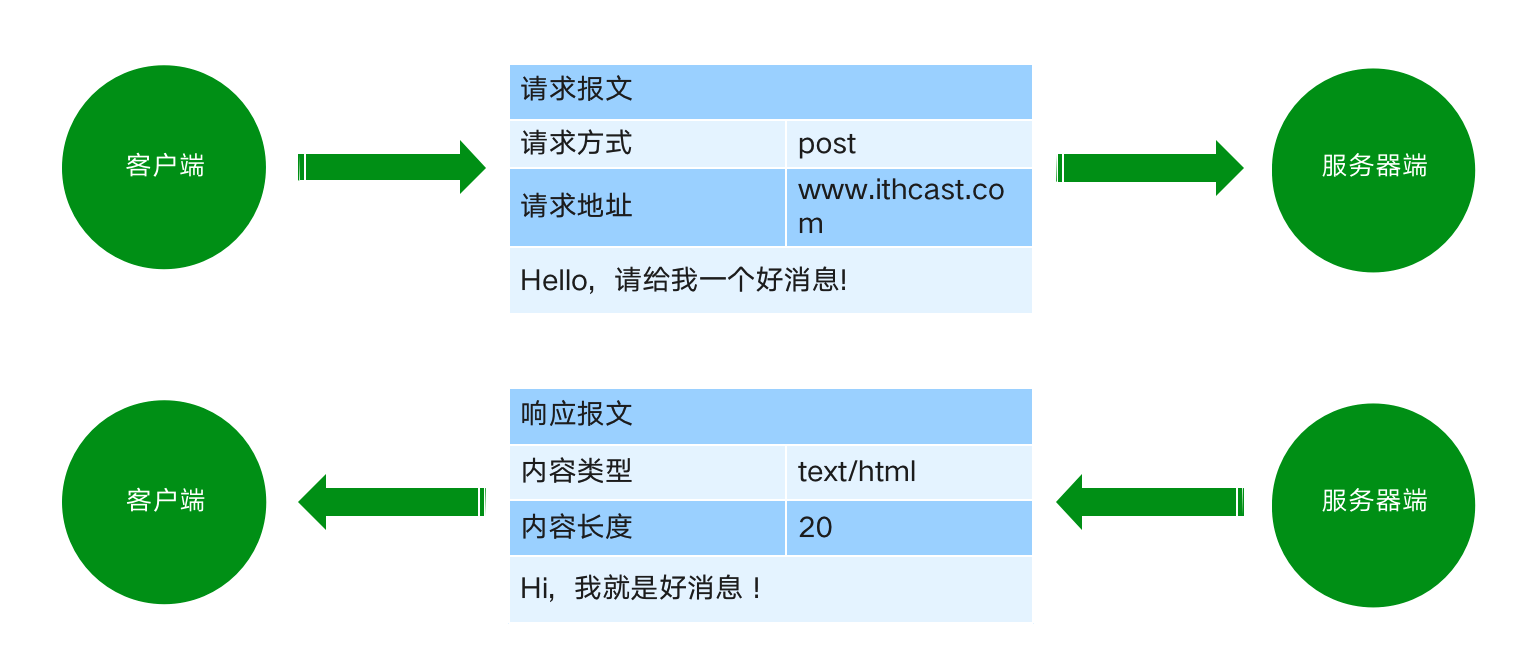 客户端
请求报文
请求方式 post
请求地址 www.ithcast.co
m
Hello，请给我一个好消息!
服务器端
客户端
响应报文
内容类型 text/html
内容长度 20
Hi，我就是好消息！
服务器端